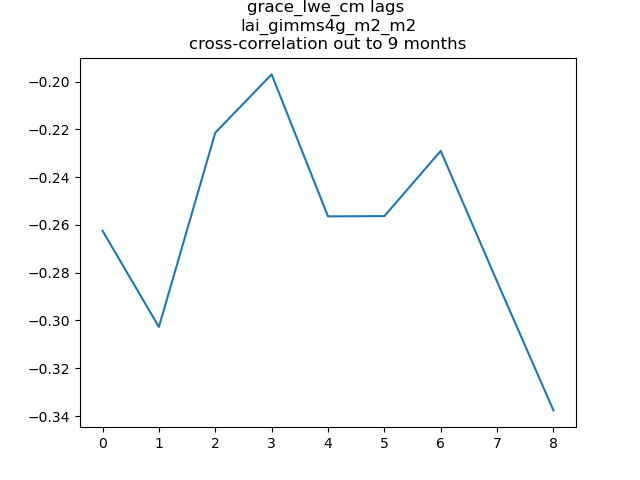 grace_lwe_cm lags
lai_gimms4g_m2_m2
cross-correlation out to 9 months
−0.20
−0.22
−0.24
−0.26
−0.28
−0.30
−0.32
−0.34
0 1 2 3 4 5 6 7 8